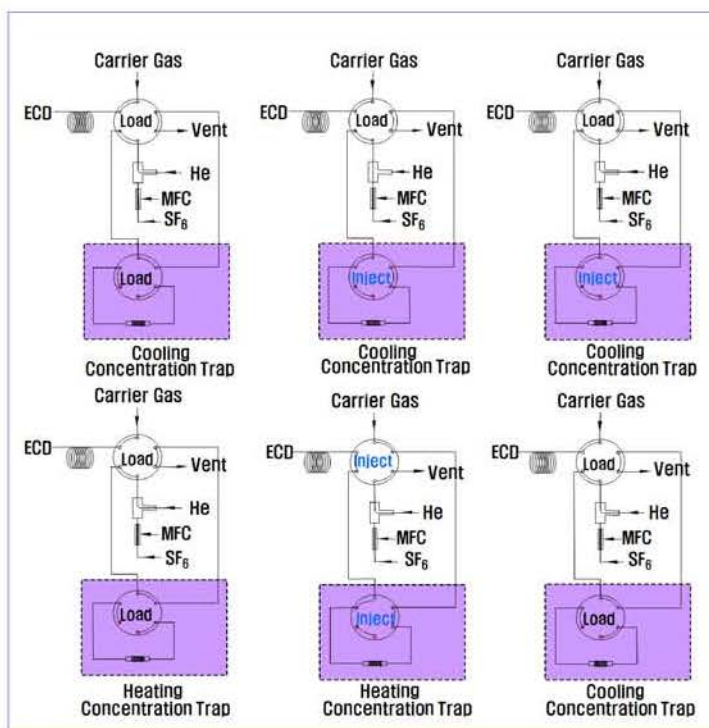 Carrier Gas
ECD
Load
Vent
He
MFC
SF₆
Load
Cooling
Concentration Trap
Carrier Gas
ECD
Load
Vent
He
MFC
SF₆
Inject
Cooling
Concentration Trap
Carrier Gas
ECD
Load
Vent
He
MFC
SF₆
Inject
Cooling
Concentration Trap
Carrier Gas
ECD
Load
Vent
He
MFC
SF₆
Load
Heating
Concentration Trap
Carrier Gas
ECD
Inject
Vent
He
MFC
SF₆
Inject
Heating
Concentration Trap
Carrier Gas
ECD
Load
Vent
He
MFC
SF₆
Load
Cooling
Concentration Trap